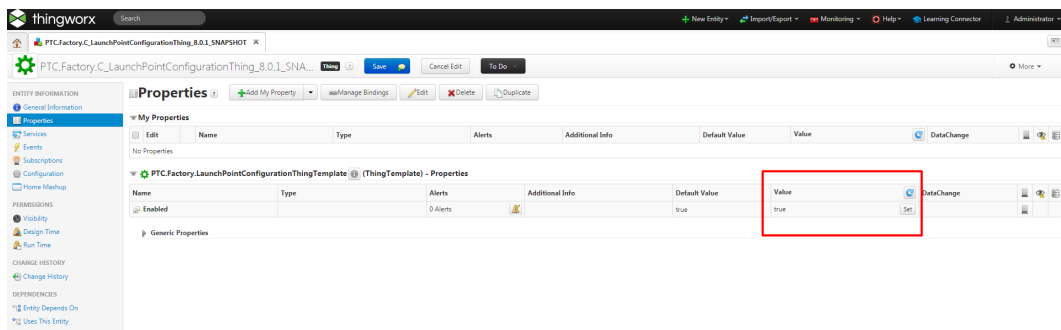 thingworx Search New Entity Import/Export Monitoring Help Learning Connector Administrator
PTC.Factory.C_LaunchPointConfigurationThing_8.0.1_SNAPSHOT
PTC.Factory.C_LaunchPointConfigurationThing_8.0.1_SNA... Thing Save Cancel Edit To Do More
ENTITY INFORMATION
General Information
Properties
Services
Events
Subscriptions
Configuration
Home Mashup
PERMISSIONS
Visibility
Design Time
Run Time
CHANGE HISTORY
Change History
DEPENDENCIES
Entity Depends On
Uses This Entity
Properties Add My Property Manage Bindings Edit Delete Duplicate
My Properties
Edit Name Type Alerts Additional Info Default Value Value DataChange
No Properties
PTC.Factory.LaunchPointConfigurationThingTemplate (ThingTemplate) - Properties
Name Type Alerts Additional Info Default Value Value DataChange
Enabled 0 Alerts true true Set
Generic Properties